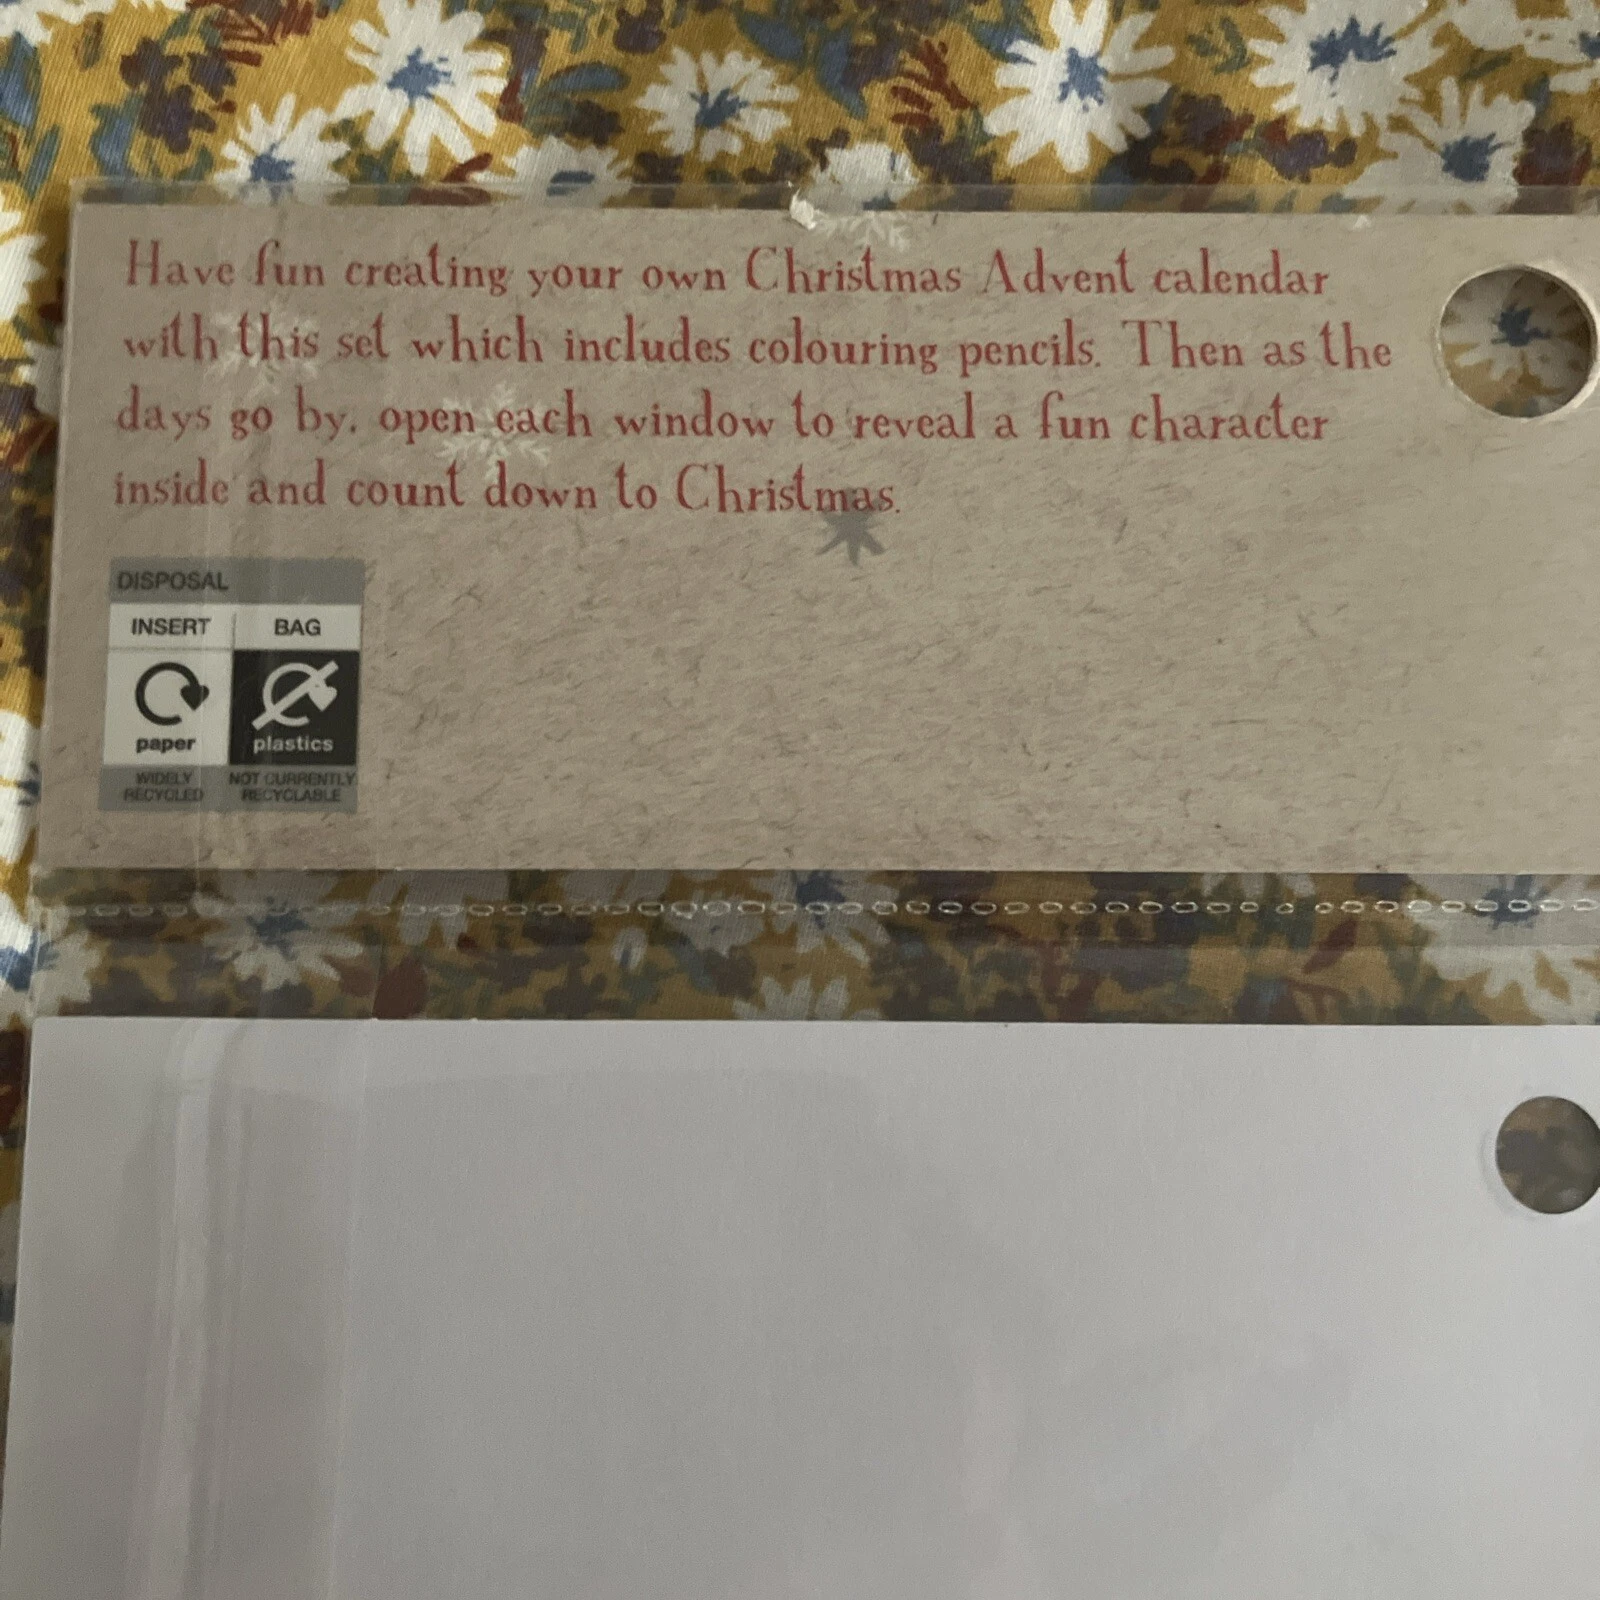 Have fun creating your own Christmas Advent calendar
with this set which includes colouring pencils. Then as the
days go by, open each window to reveal a fun character
inside and count down to Christmas.
DISPOSAL
INSERT BAG
paper plastics
WIDELY RECYCLED NOT CURRENTLY RECYCLABLE